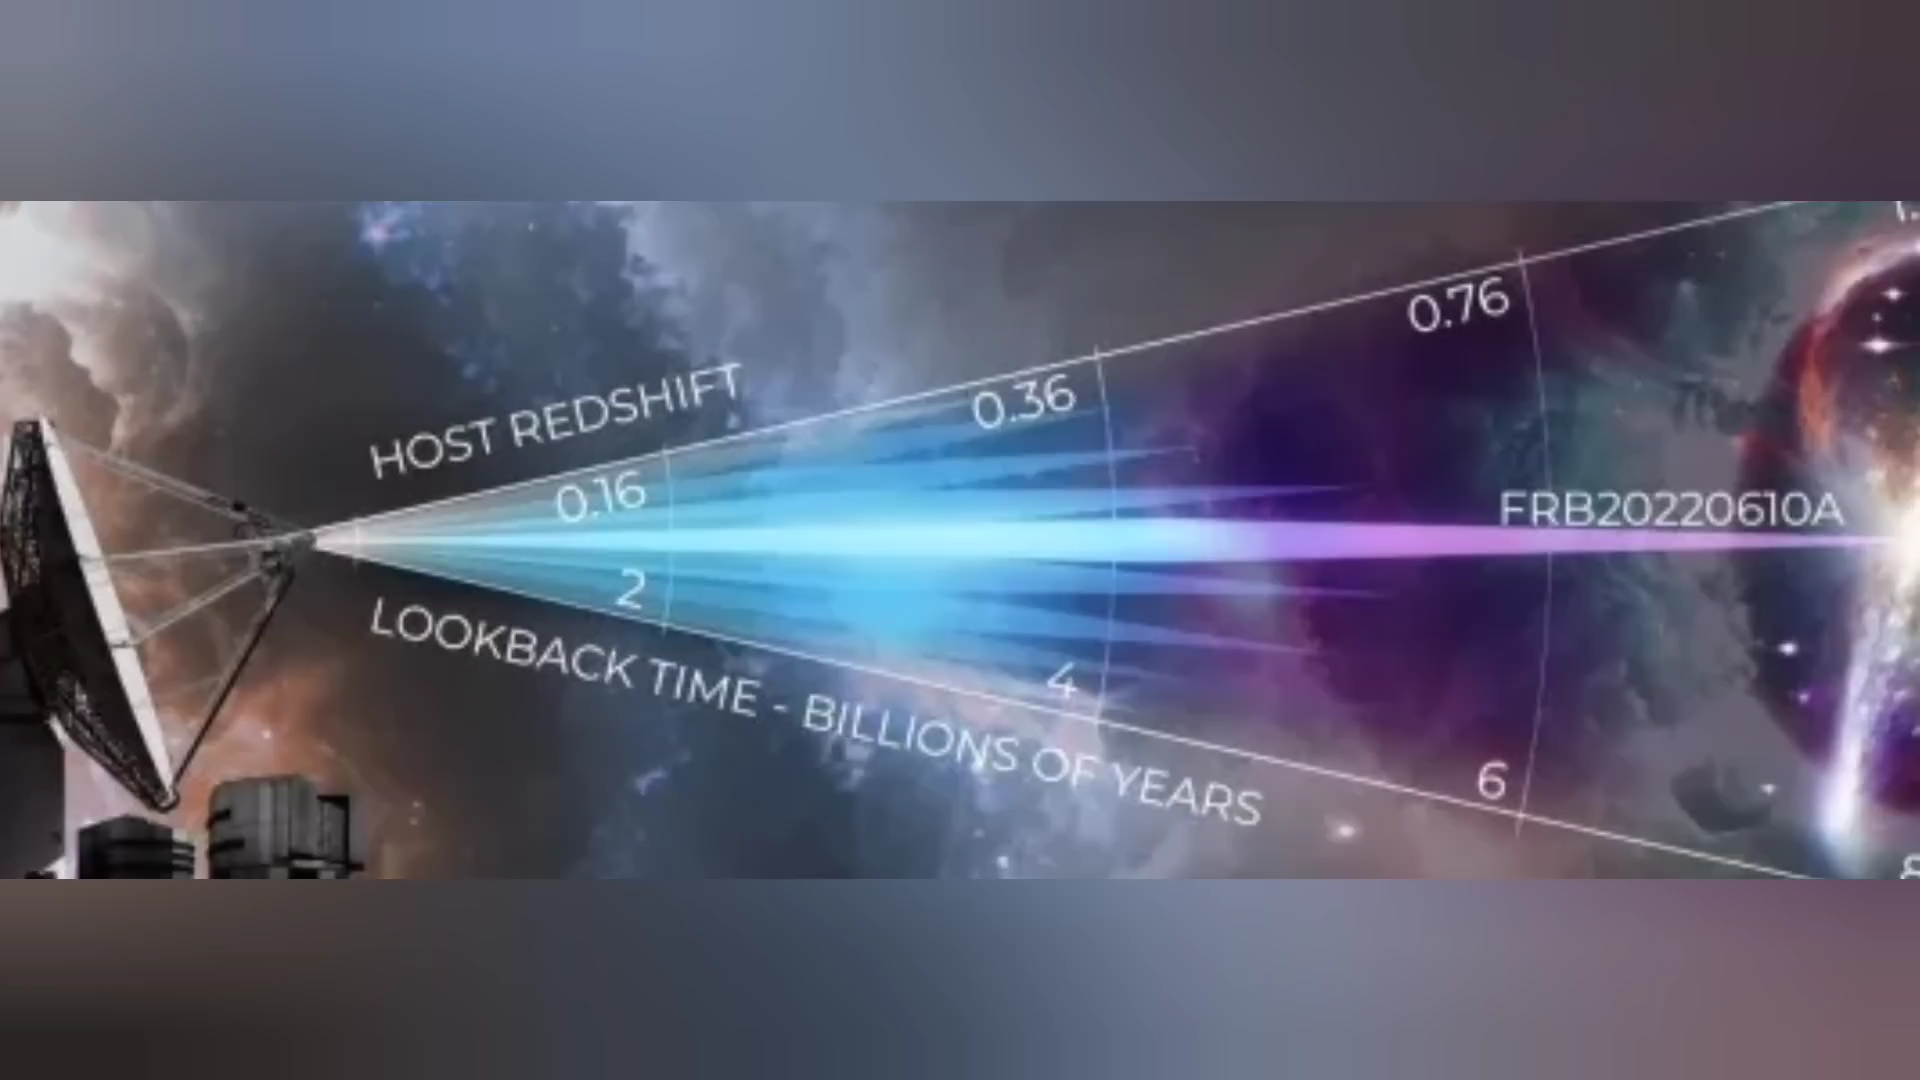 HOST REDSHIFT
0.16
0.36
0.76
FRB20220610A
2
4
6
LOOKBACK TIME - BILLIONS OF YEARS